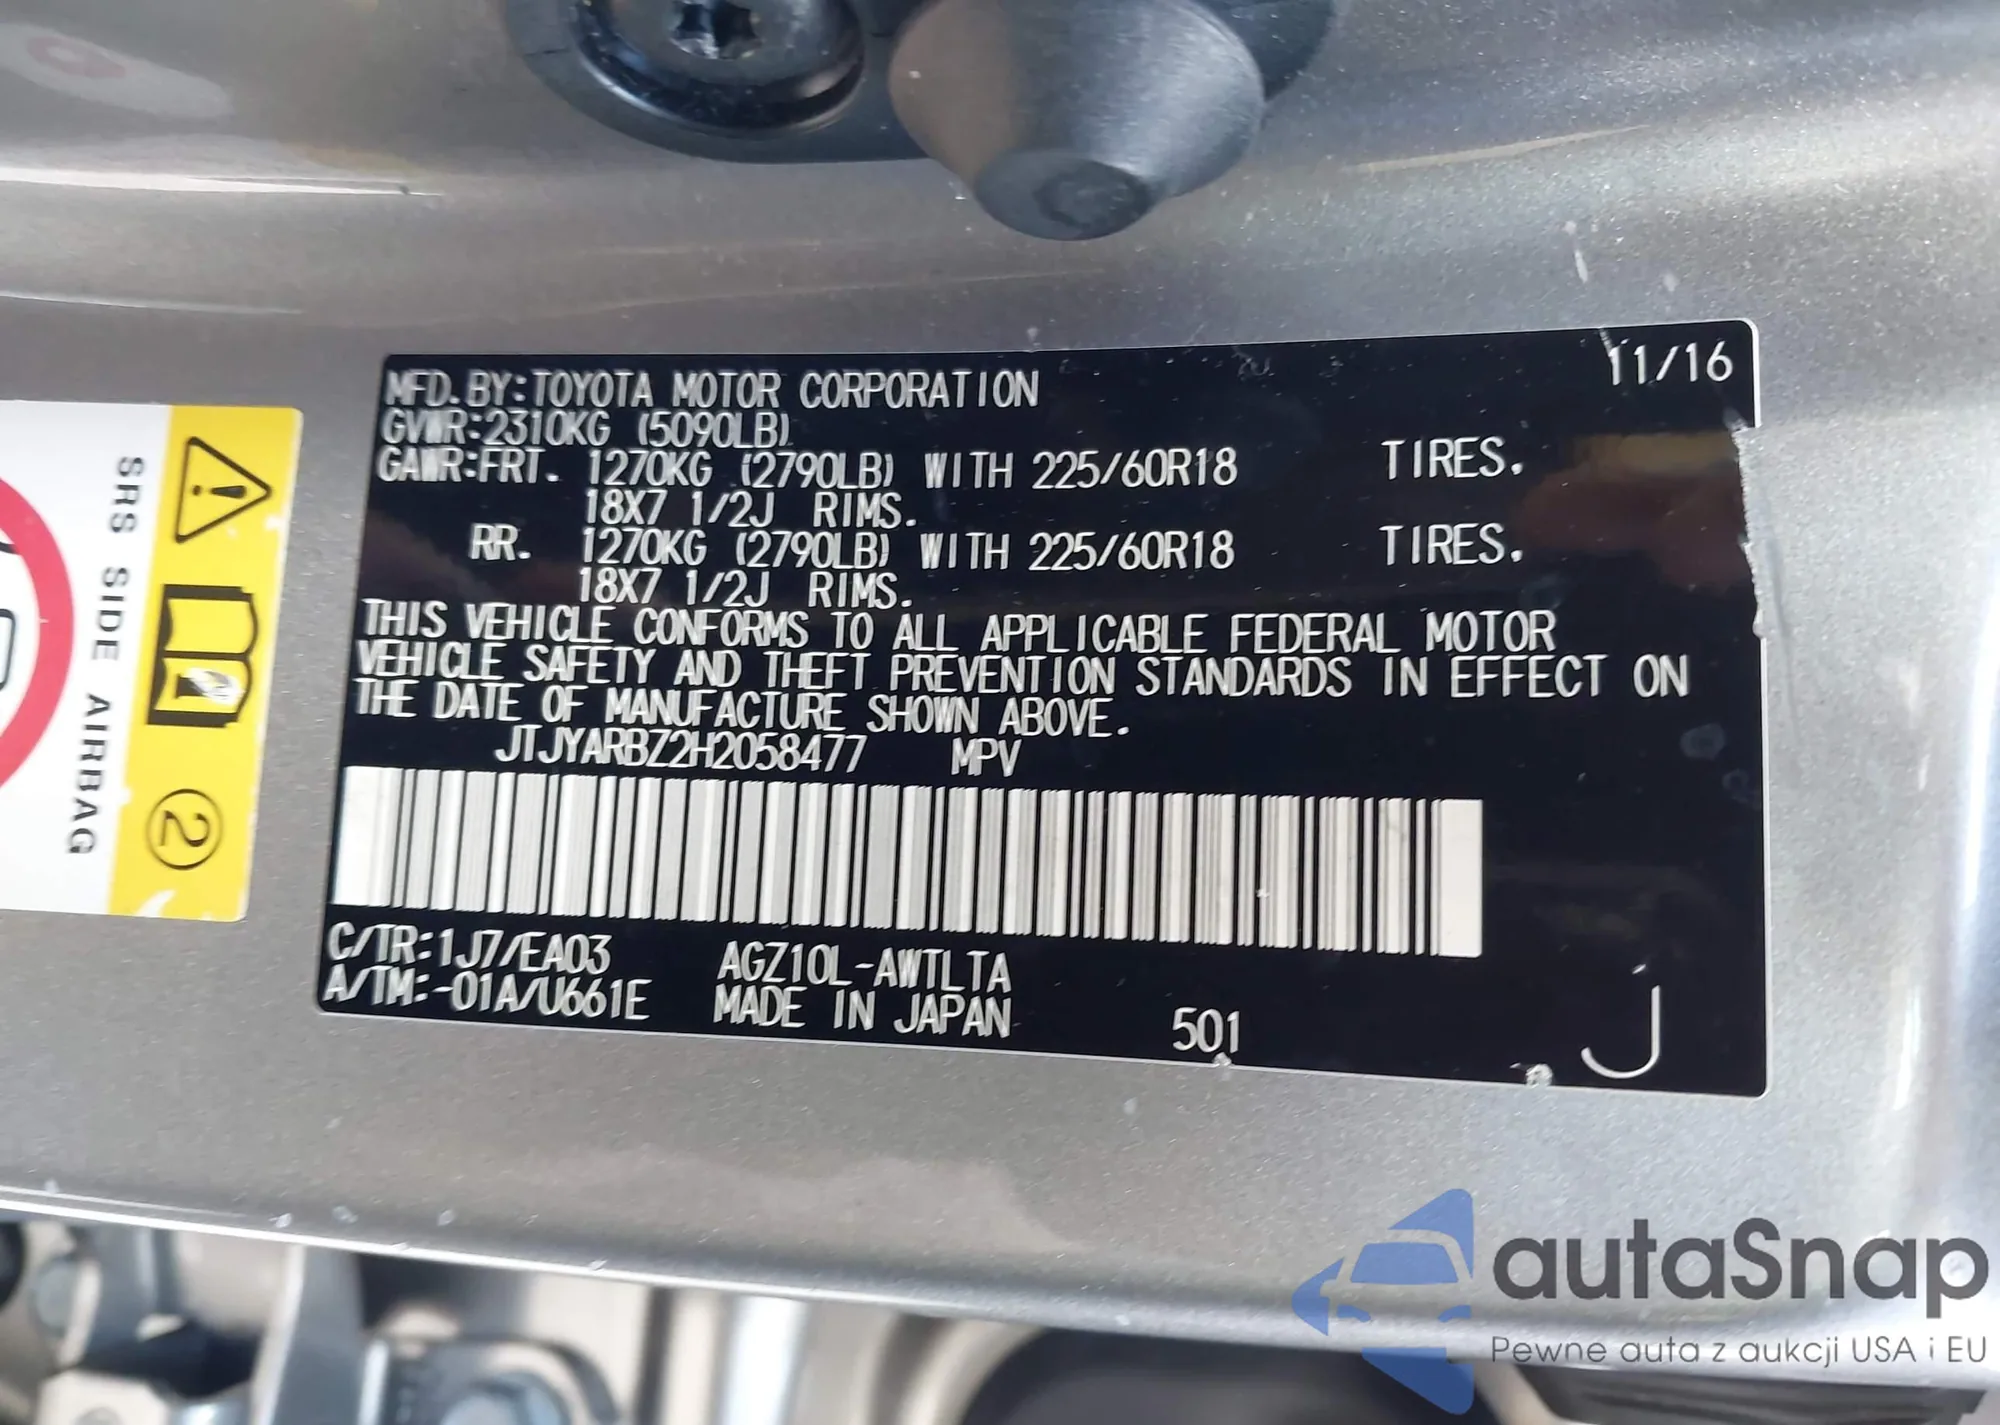 11/16
MFD.BY:TOYOTA MOTOR CORPORATION
GVWR:2310KG (5090LB)
GAWR:FRT. 1270KG (2790LB) WITH 225/60R18 TIRES.
18X7 1/2J RIMS.
RR. 1270KG (2790LB) WITH 225/60R18 TIRES.
18X7 1/2J RIMS.
THIS VEHICLE CONFORMS TO ALL APPLICABLE FEDERAL MOTOR
VEHICLE SAFETY AND THEFT PREVENTION STANDARDS IN EFFECT ON
THE DATE OF MANUFACTURE SHOWN ABOVE.
JTJYARBZ2H2058477 MPV
C/TR:1J7/EA03 AGZ10L-AWTLTA
A/TM:-01A/U661E MADE IN JAPAN 501 J
SRS SIDE AIRBAG
2
autaSnap
Pewne auta z aukcji USA i EU